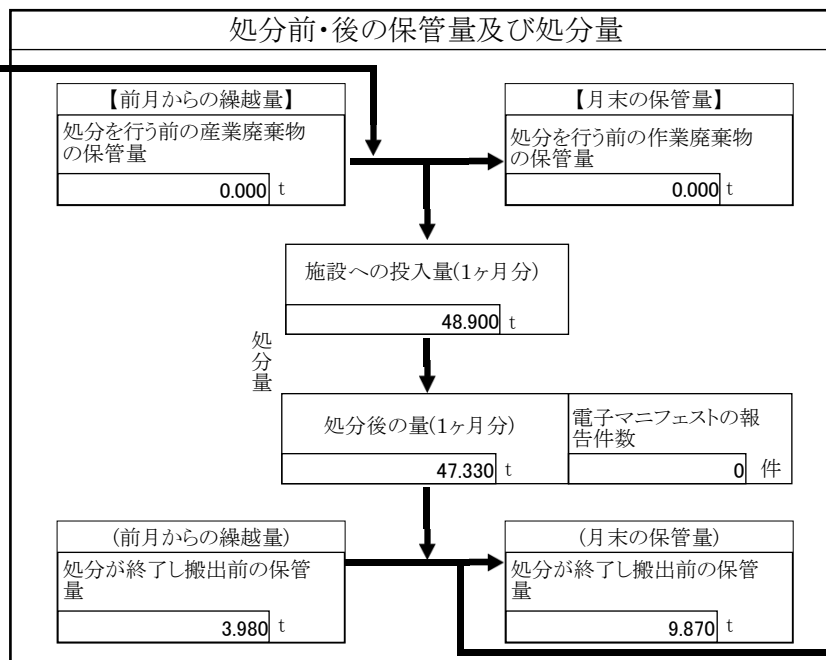 処分前・後の保管量及び処分量
【前月からの繰越量】
処分を行う前の産業廃棄物
の保管量
0.000 t
【月末の保管量】
処分を行う前の作業廃棄物
の保管量
0.000 t
施設への投入量(1ヶ月分)
48.900 t
処分量
処分後の量(1ヶ月分)
47.330 t
電子マニフェストの報
告件数
0 件
(前月からの繰越量)
処分が終了し搬出前の保管
量
3.980 t
(月末の保管量)
処分が終了し搬出前の保管
量
9.870 t